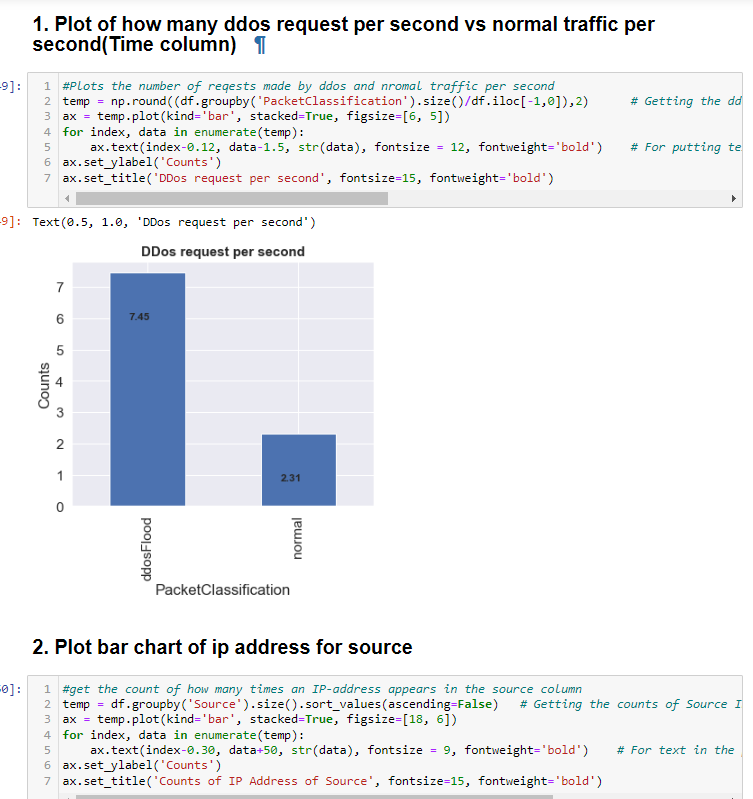 1. Plot of how many ddos request per second vs normal traffic per
second(Time column) ¶
9]:
1 #Plots the number of reqests made by ddos and nromal traffic per second
2 temp = np.round((df.groupby('PacketClassification').size()/df.iloc[-1,0]),2) # Getting the dd
3 ax = temp.plot(kind='bar', stacked=True, figsize=[6, 5])
4 for index, data in enumerate(temp):
5 ax.text(index-0.12, data-1.5, str(data), fontsize = 12, fontweight='bold') # For putting te
6 ax.set_ylabel('Counts')
7 ax.set_title('DDos request per second', fontsize=15, fontweight='bold')
9]: Text(0.5, 1.0, 'DDos request per second')
DDos request per second
7
6
5
4
3
2
1
0
Counts
7.45
2.31
ddosFlood
normal
PacketClassification
2. Plot bar chart of ip address for source
0]:
1 #get the count of how many times an IP-address appears in the source column
2 temp = df.groupby('Source').size().sort_values(ascending=False) # Getting the counts of Source I
3 ax = temp.plot(kind='bar', stacked=True, figsize=[18, 6])
4 for index, data in enumerate(temp):
5 ax.text(index-0.30, data+50, str(data), fontsize = 9, fontweight='bold') # For text in the
6 ax.set_ylabel('Counts')
7 ax.set_title('Counts of IP Address of Source', fontsize=15, fontweight='bold')